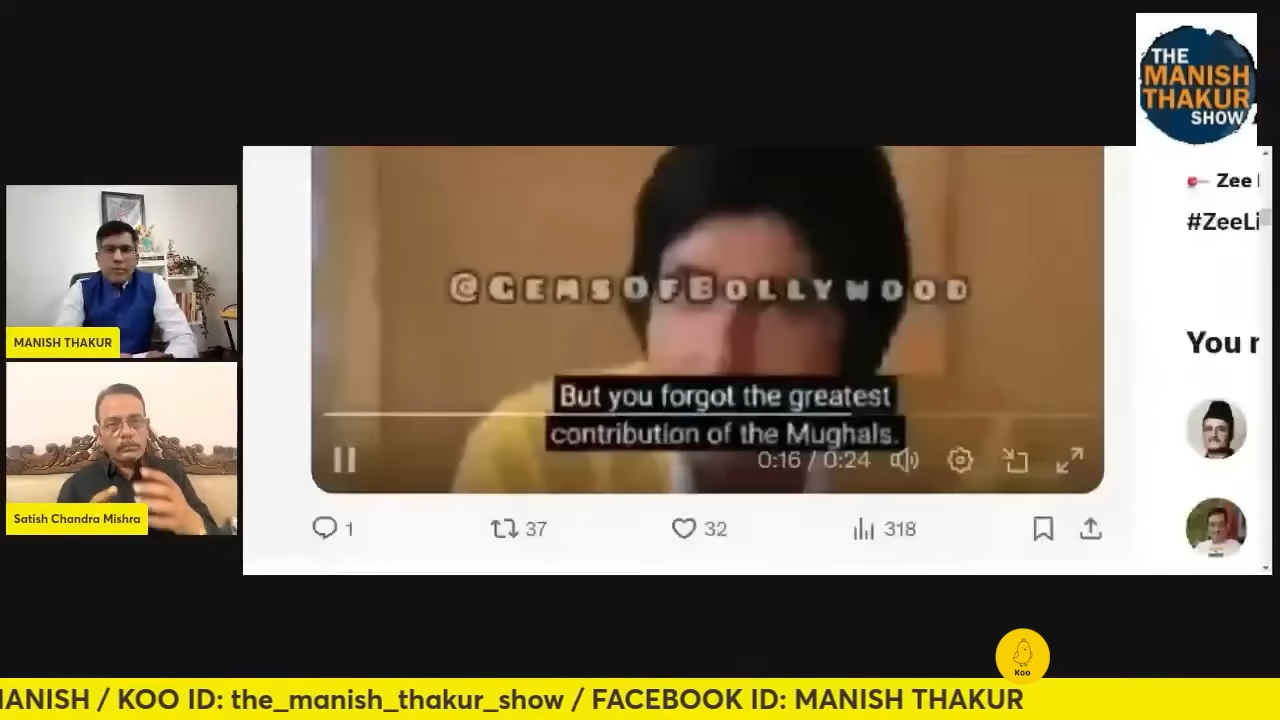 THE
MANISH
THAKUR
SHOW
Zee
#ZeeLi
@GEMSOFBOLLYWOOD
But you forgot the greatest
contribution of the Mughals.
0:16 / 0:24
1
37
32
318
You r
MANISH THAKUR
Satish Chandra Mishra
Koo
IANISH / KOO ID: the_manish_thakur_show / FACEBOOK ID: MANISH THAKUR